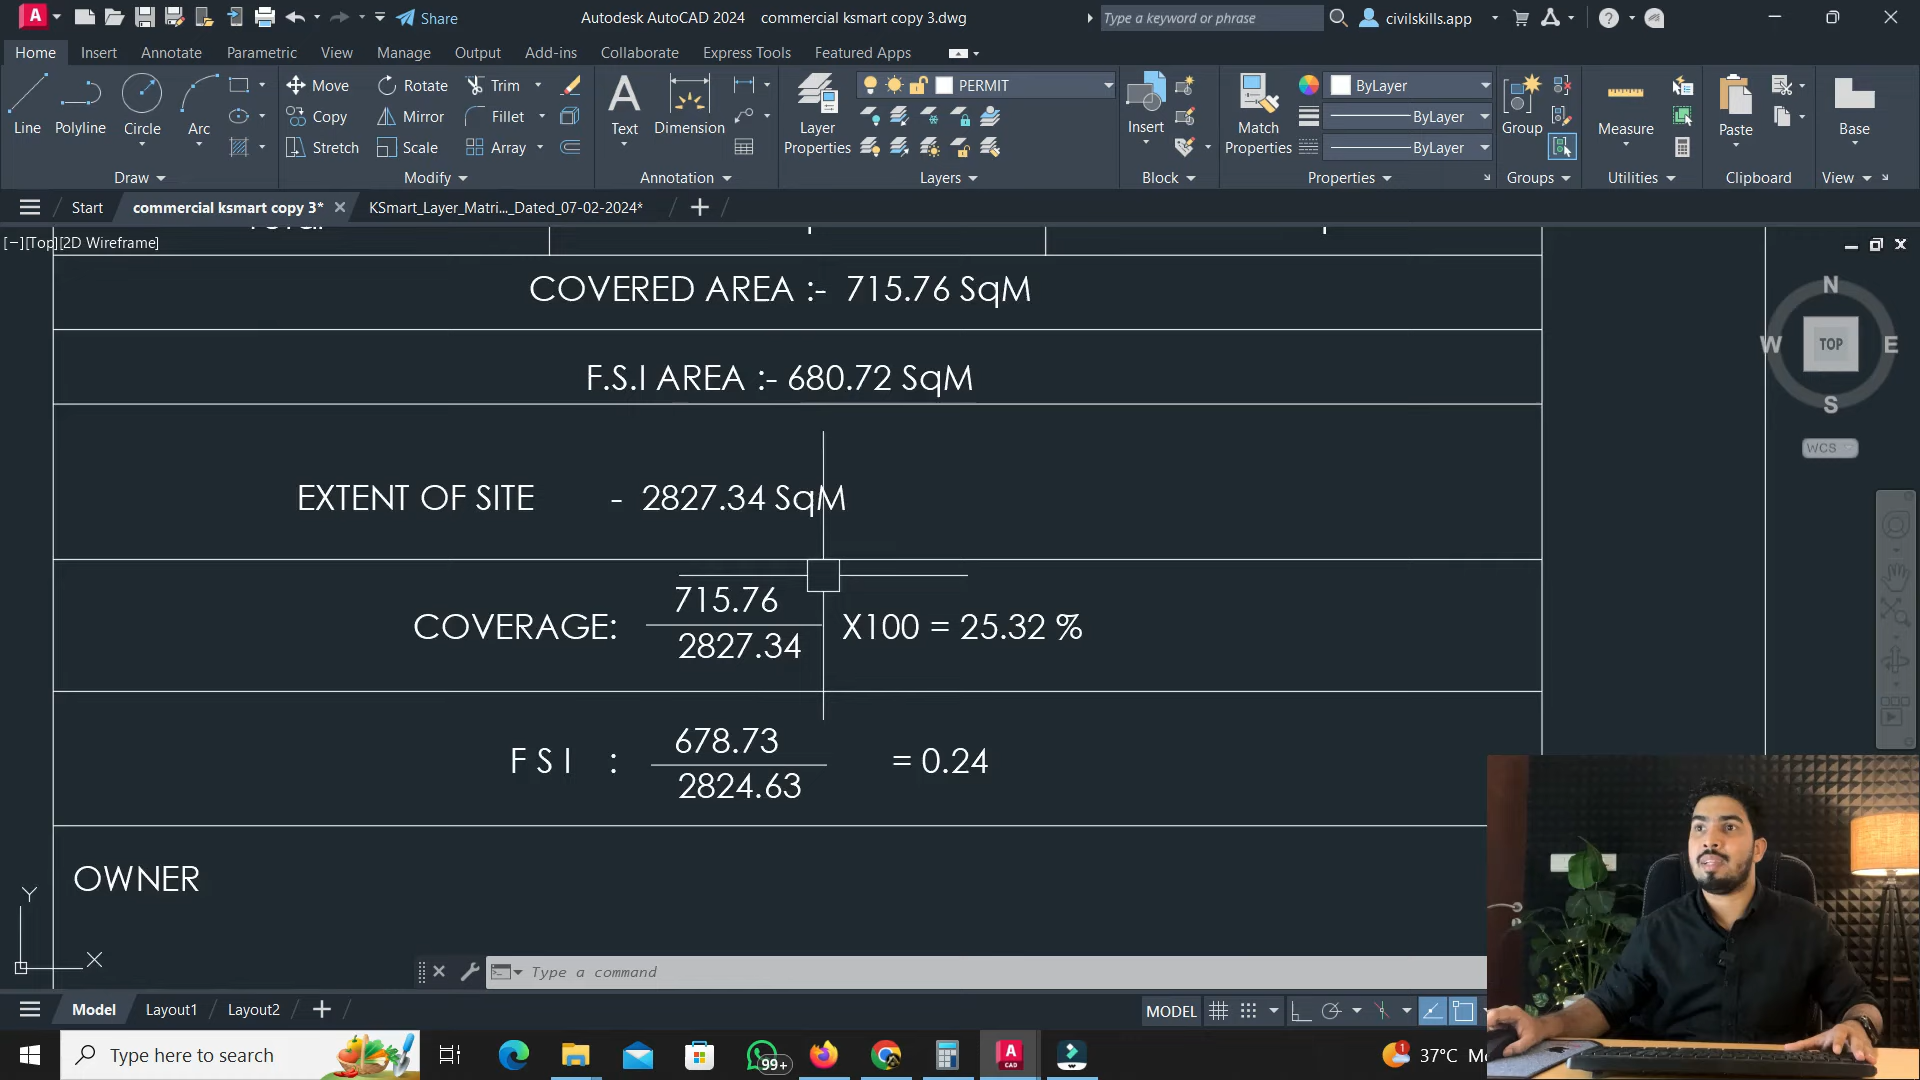 Share
Autodesk AutoCAD 2024 commercial ksmart copy 3.dwg
Type a keyword or phrase
civilskills.app
Home Insert Annotate Parametric View Manage Output Add-ins Collaborate Express Tools Featured Apps
Line Polyline Circle Arc
Draw
Move Rotate Trim
Copy Mirror Fillet
Stretch Scale Array
Modify
Text Dimension
Annotation
Layer Properties
PERMIT
Layers
Insert
Block
Match Properties
ByLayer
ByLayer
ByLayer
Properties
Group
Groups
Measure
Utilities
Paste
Clipboard
Base
View
Start commercial ksmart copy 3* KSmart_Layer_Matri..._Dated_07-02-2024*
[−][Top][2D Wireframe]
COVERED AREA :- 715.76 SqM
F.S.I AREA :- 680.72 SqM
EXTENT OF SITE - 2827.34 SqM
COVERAGE: 715.76
2827.34
X100 = 25.32 %
F S I : 678.73
2824.63
= 0.24
OWNER
N
W TOP E
S
WCS
Y
X
Type a command
Model Layout1 Layout2
MODEL
Type here to search
99+
A
CAD
1
37°C